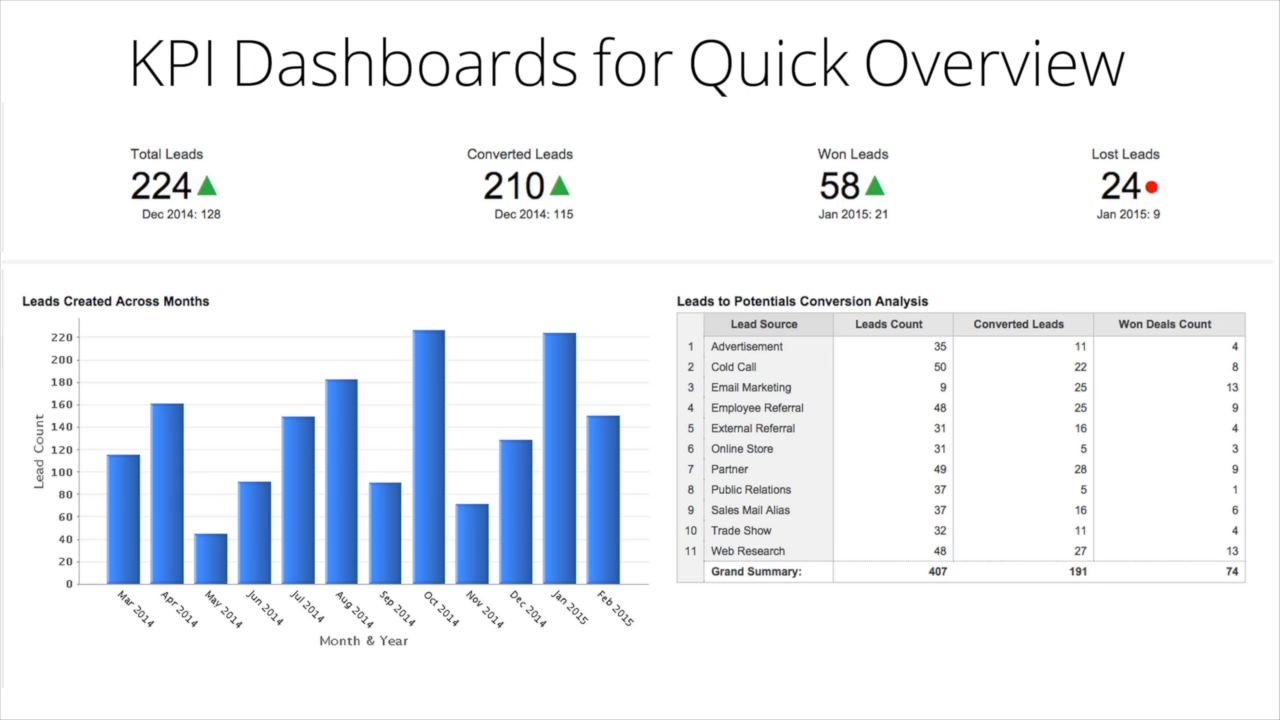 KPI Dashboards for Quick Overview
Total Leads
224
Dec 2014: 128
Converted Leads
210
Dec 2014: 115
Won Leads
58
Jan 2015: 21
Lost Leads
24
Jan 2015: 9
Leads Created Across Months
Lead Count
220
200
180
160
140
120
100
80
60
40
20
0
Mar 2014
Apr 2014
May 2014
Jun 2014
Jul 2014
Aug 2014
Sep 2014
Oct 2014
Nov 2014
Dec 2014
Jan 2015
Feb 2015
Month & Year
Leads to Potentials Conversion Analysis
Lead Source Leads Count Converted Leads Won Deals Count
1 Advertisement 35 11 4
2 Cold Call 50 22 8
3 Email Marketing 9 25 13
4 Employee Referral 48 25 9
5 External Referral 31 16 4
6 Online Store 31 5 3
7 Partner 49 28 9
8 Public Relations 37 5 1
9 Sales Mail Alias 37 16 6
10 Trade Show 32 11 4
11 Web Research 48 27 13
Grand Summary: 407 191 74